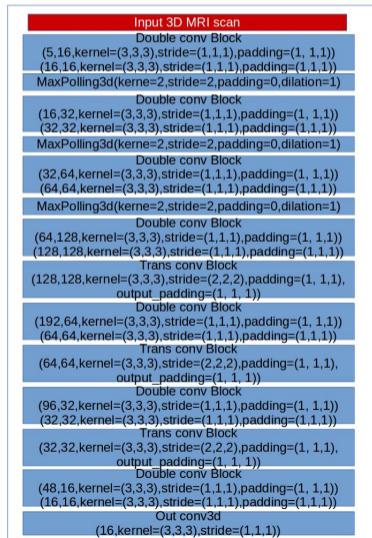 Input 3D MRI scan
Double conv Block
(5,16,kernel=(3,3,3),stride=(1,1,1),padding=(1, 1,1))
(16,16,kernel=(3,3,3),stride=(1,1,1),padding=(1,1,1))
MaxPolling3d(kerne=2,stride=2,padding=0,dilation=1)
Double conv Block
(16,32,kernel=(3,3,3),stride=(1,1,1),padding=(1, 1,1))
(32,32,kernel=(3,3,3),stride=(1,1,1),padding=(1,1,1))
MaxPolling3d(kerne=2,stride=2,padding=0,dilation=1)
Double conv Block
(32,64,kernel=(3,3,3),stride=(1,1,1),padding=(1, 1,1))
(64,64,kernel=(3,3,3),stride=(1,1,1),padding=(1,1,1))
MaxPolling3d(kerne=2,stride=2,padding=0,dilation=1)
Double conv Block
(64,128,kernel=(3,3,3),stride=(1,1,1),padding=(1, 1,1))
(128,128,kernel=(3,3,3),stride=(1,1,1),padding=(1,1,1))
Trans conv Block
(128,128,kernel=(3,3,3),stride=(2,2,2),padding=(1, 1,1),
output_padding=(1, 1, 1))
Double conv Block
(192,64,kernel=(3,3,3),stride=(1,1,1),padding=(1, 1,1))
(64,64,kernel=(3,3,3),stride=(1,1,1),padding=(1,1,1))
Trans conv Block
(64,64,kernel=(3,3,3),stride=(2,2,2),padding=(1, 1,1),
output_padding=(1, 1, 1))
Double conv Block
(96,32,kernel=(3,3,3),stride=(1,1,1),padding=(1, 1,1))
(32,32,kernel=(3,3,3),stride=(1,1,1),padding=(1,1,1))
Trans conv Block
(32,32,kernel=(3,3,3),stride=(2,2,2),padding=(1, 1,1),
output_padding=(1, 1, 1))
Double conv Block
(48,16,kernel=(3,3,3),stride=(1,1,1),padding=(1, 1,1))
(16,16,kernel=(3,3,3),stride=(1,1,1),padding=(1,1,1))
Out conv3d
(16,kernel=(3,3,3),stride=(1,1,1))